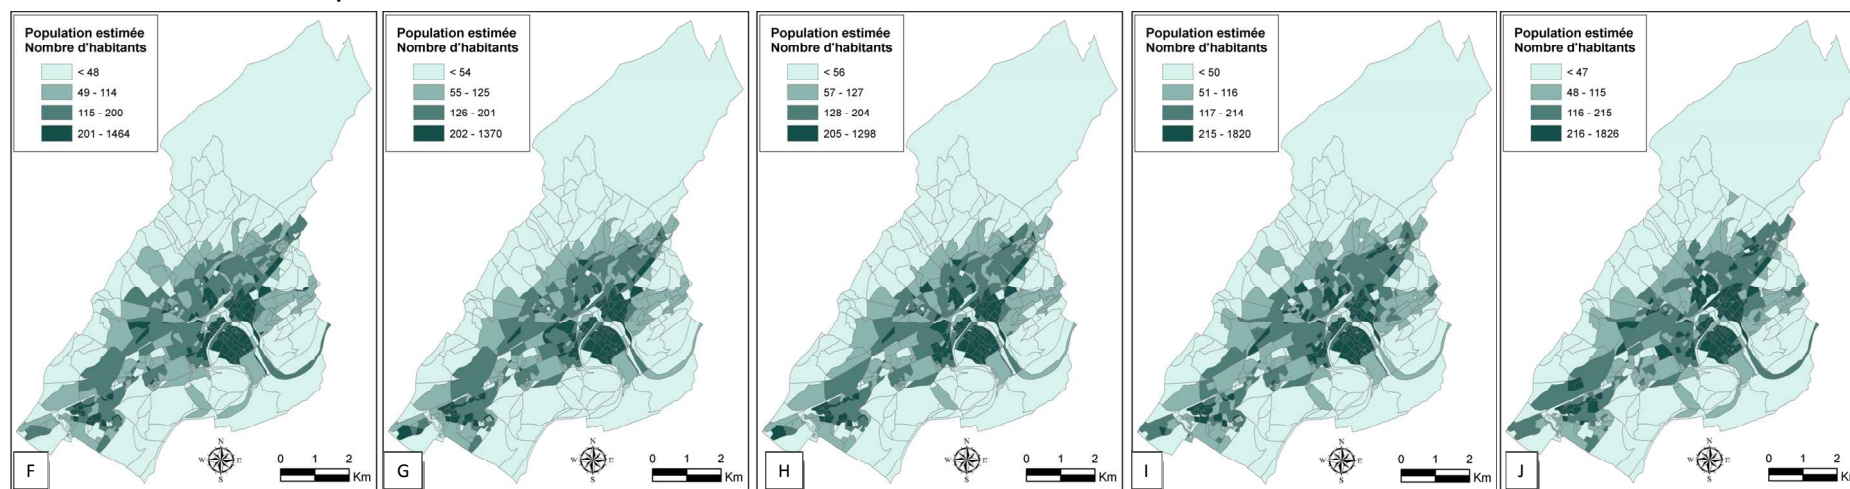 Population estimée
Nombre d'habitants
< 48
49 - 114
115 - 200
201 - 1464
N
W E
S
0 1 2
Km
F
Population estimée
Nombre d'habitants
< 54
55 - 125
126 - 201
202 - 1370
N
W E
S
0 1 2
Km
G
Population estimée
Nombre d'habitants
< 56
57 - 127
128 - 204
205 - 1298
N
W E
S
0 1 2
Km
H
Population estimée
Nombre d'habitants
< 50
51 - 116
117 - 214
215 - 1820
N
W E
S
0 1 2
Km
I
Population estimée
Nombre d'habitants
< 47
48 - 115
116 - 215
216 - 1826
N
W E
S
0 1 2
Km
J